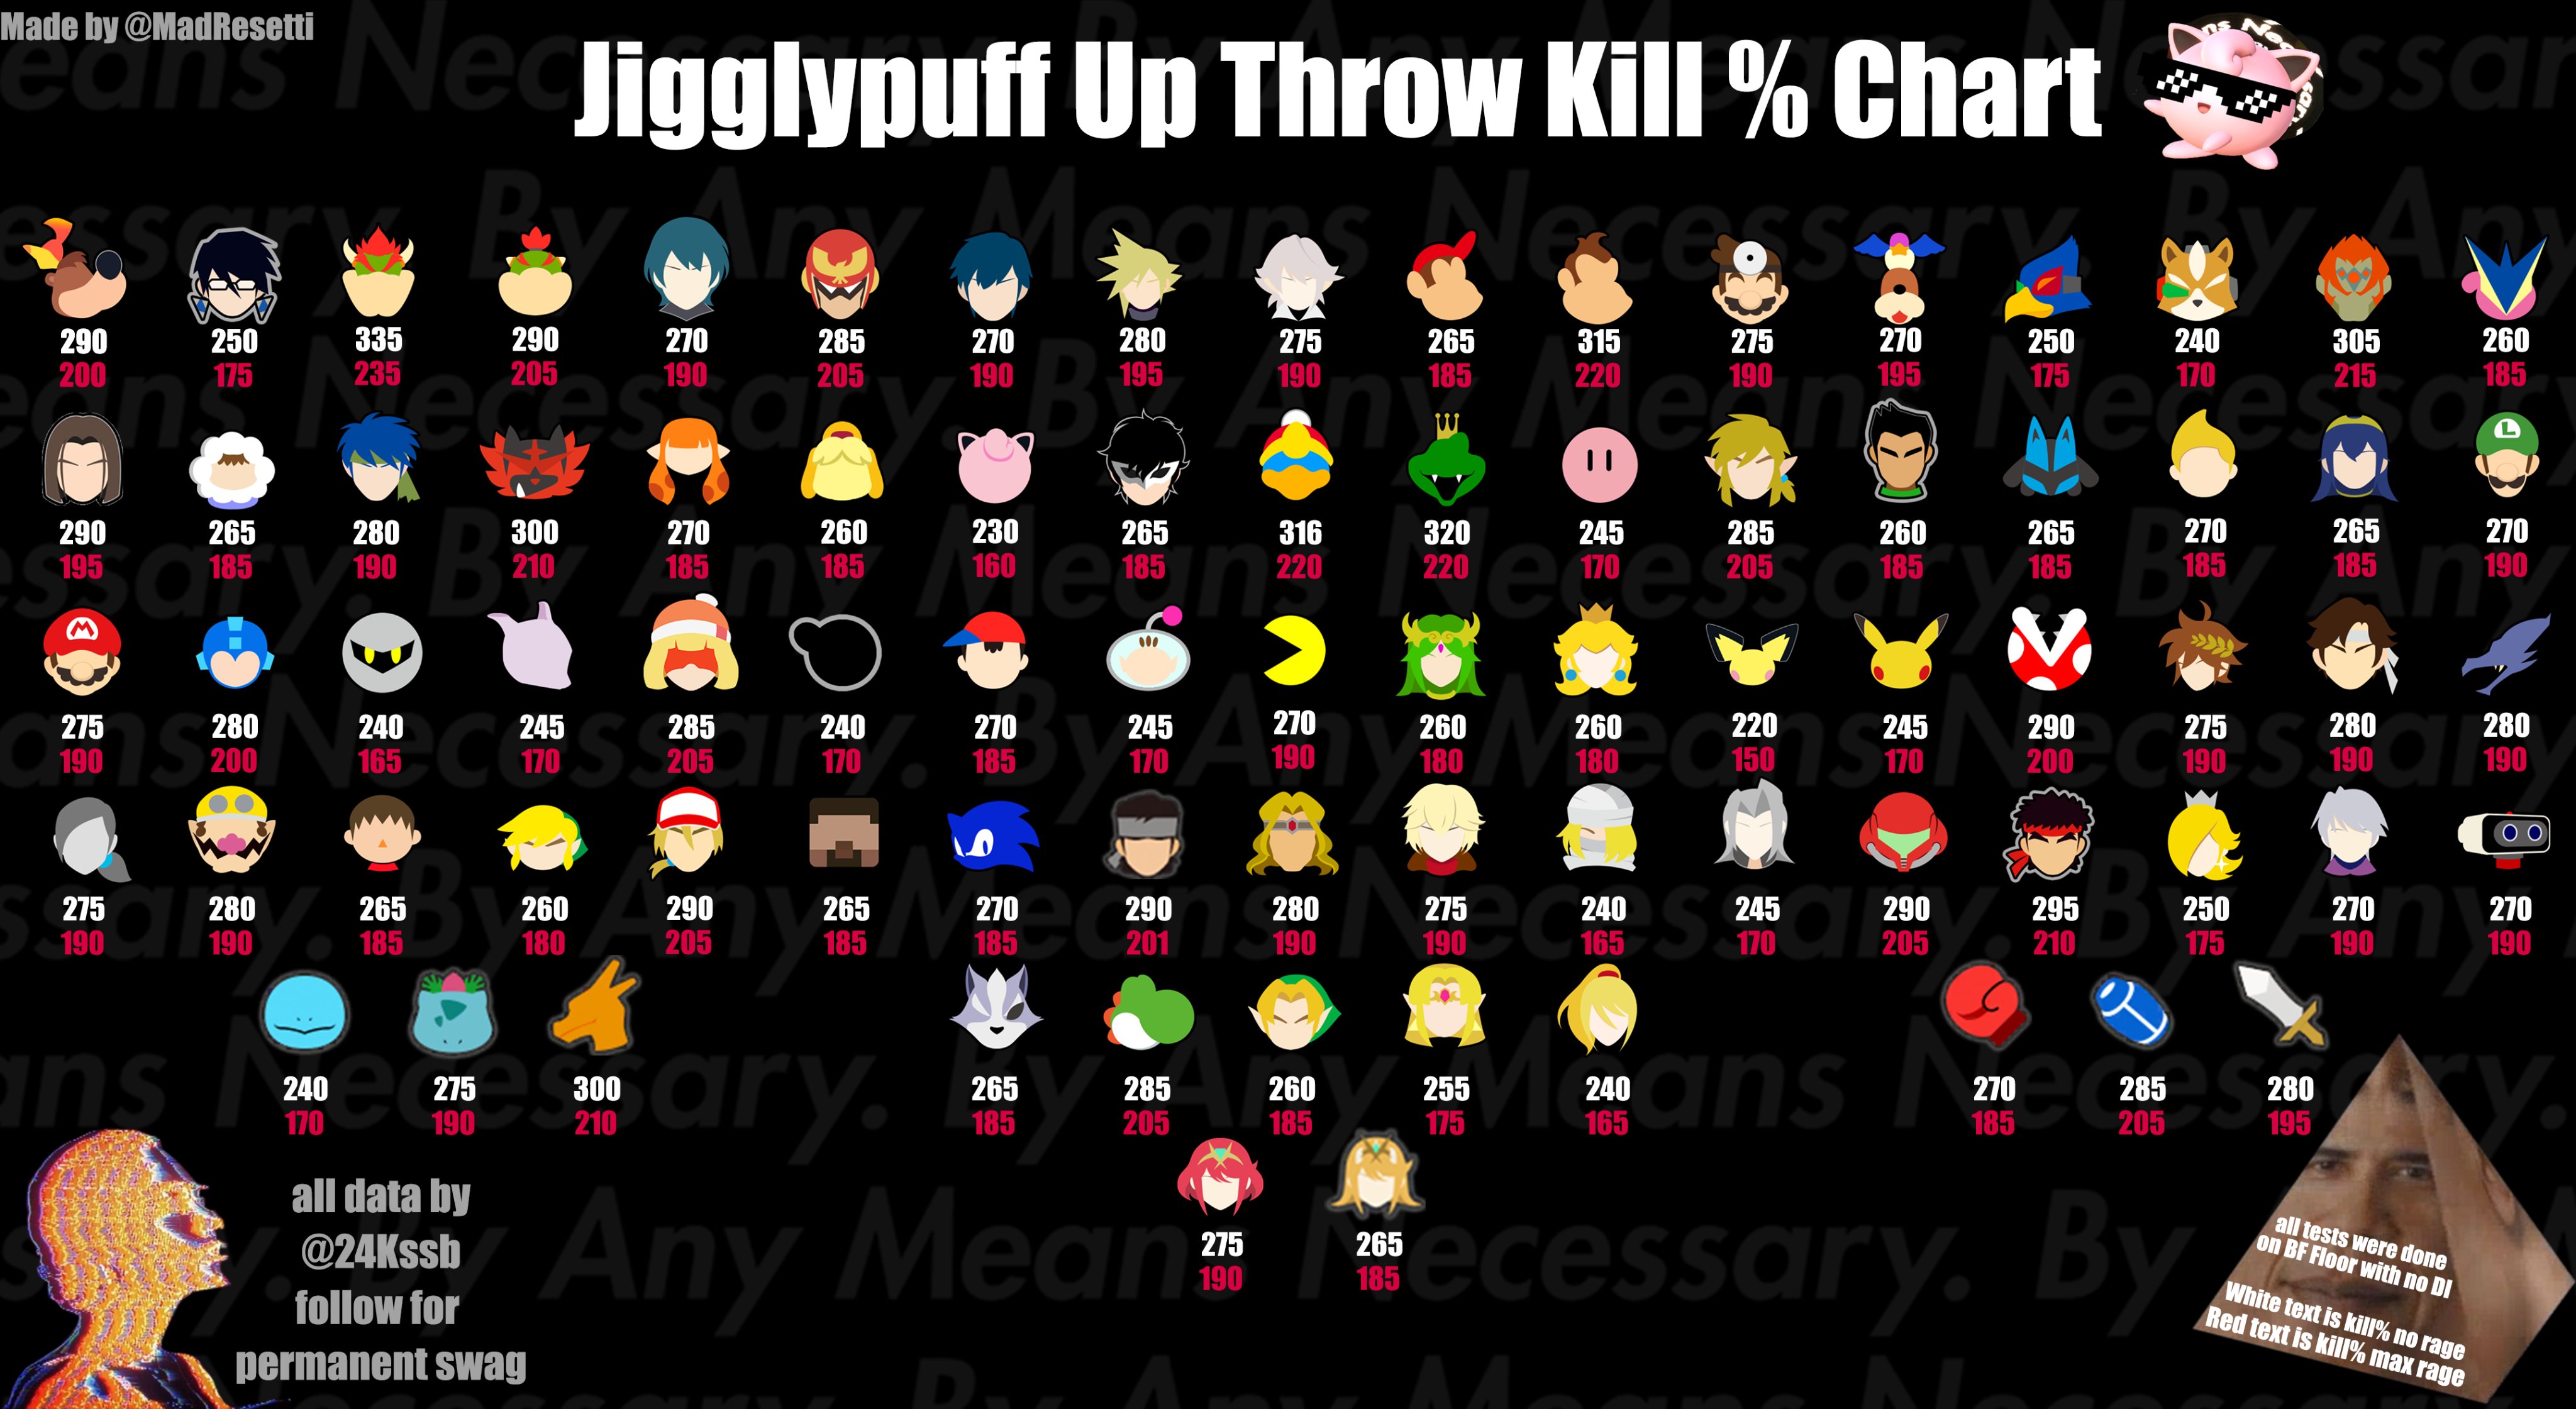 Made by @MadResetti
Jigglypuff Up Throw Kill % Chart
290 250 335 290 270 285 270 280 275 265 315 275 270 250 240 305 260
200 175 235 205 190 205 190 195 190 185 220 190 195 175 170 215 185
290 265 280 300 270 260 230 265 316 320 245 285 260 265 270 265 270
195 185 190 210 185 185 160 185 220 220 170 205 185 185 185 185 190
275 280 240 245 285 240 270 245 270 260 260 220 245 290 275 280 280
190 200 165 170 205 170 185 170 190 180 180 150 170 200 190 190 190
275 280 265 260 290 265 270 290 280 275 240 245 290 295 250 270 270
190 190 185 180 205 185 185 201 190 190 165 170 205 210 175 190 190
240 275 300 265 285 260 255 240 270 285 280
170 190 210 185 205 185 175 165 185 205 195
275 265
190 185
all data by
@24Kssb
follow for
permanent swag
all tests were done
on BF Floor with no DI
White text is kill% no rage
Red text is kill% max rage
By Any Means Necessary.